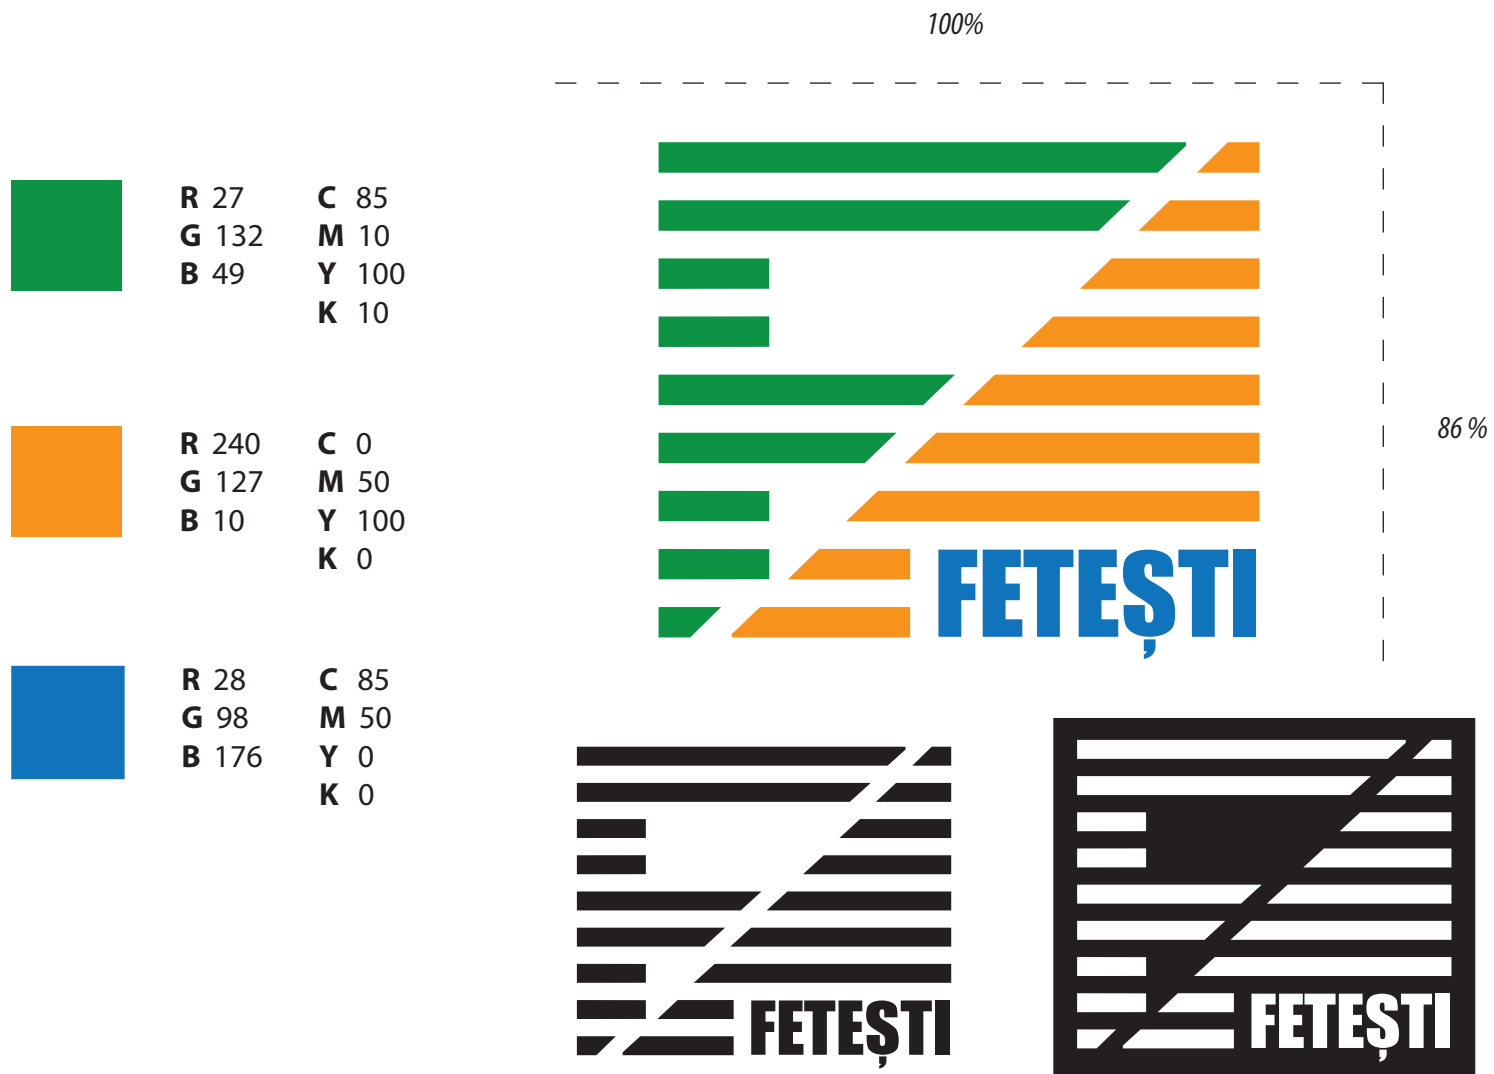 100%
R 27 C 85
G 132 M 10
B 49 Y 100
K 10
86 %
R 240 C 0
G 127 M 50
B 10 Y 100
K 0
FETEȘTI
R 28 C 85
G 98 M 50
B 176 Y 0
K 0
FETEȘTI
FETEȘTI